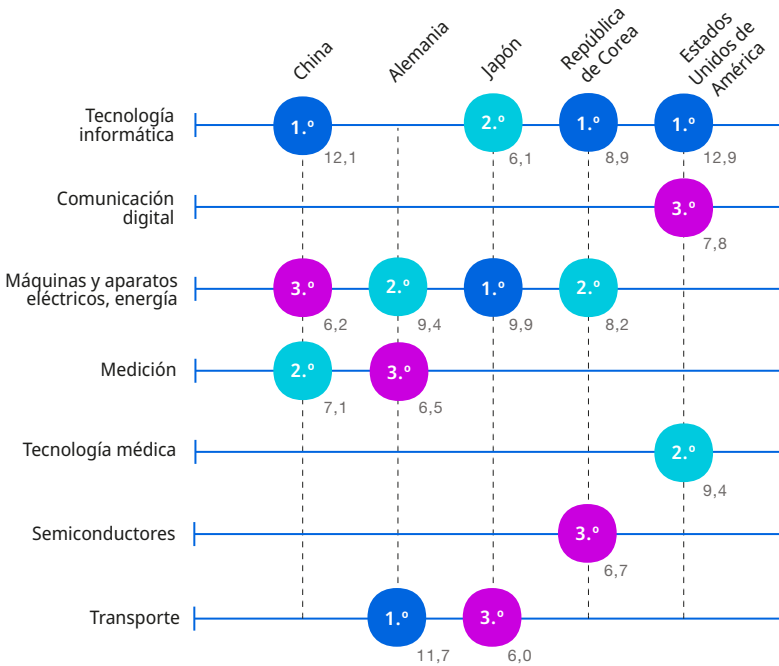 China
Alemania
Japón
República
de Corea
Estados
Unidos de
América
Tecnología
informática
1.º
12,1
2.º
6,1
1.º
8,9
1.º
12,9
Comunicación
digital
3.º
7,8
Máquinas y aparatos
eléctricos, energía
3.º
6,2
2.º
9,4
1.º
9,9
2.º
8,2
Medición
2.º
7,1
3.º
6,5
Tecnología médica
2.º
9,4
Semiconductores
3.º
6,7
Transporte
1.º
11,7
3.º
6,0